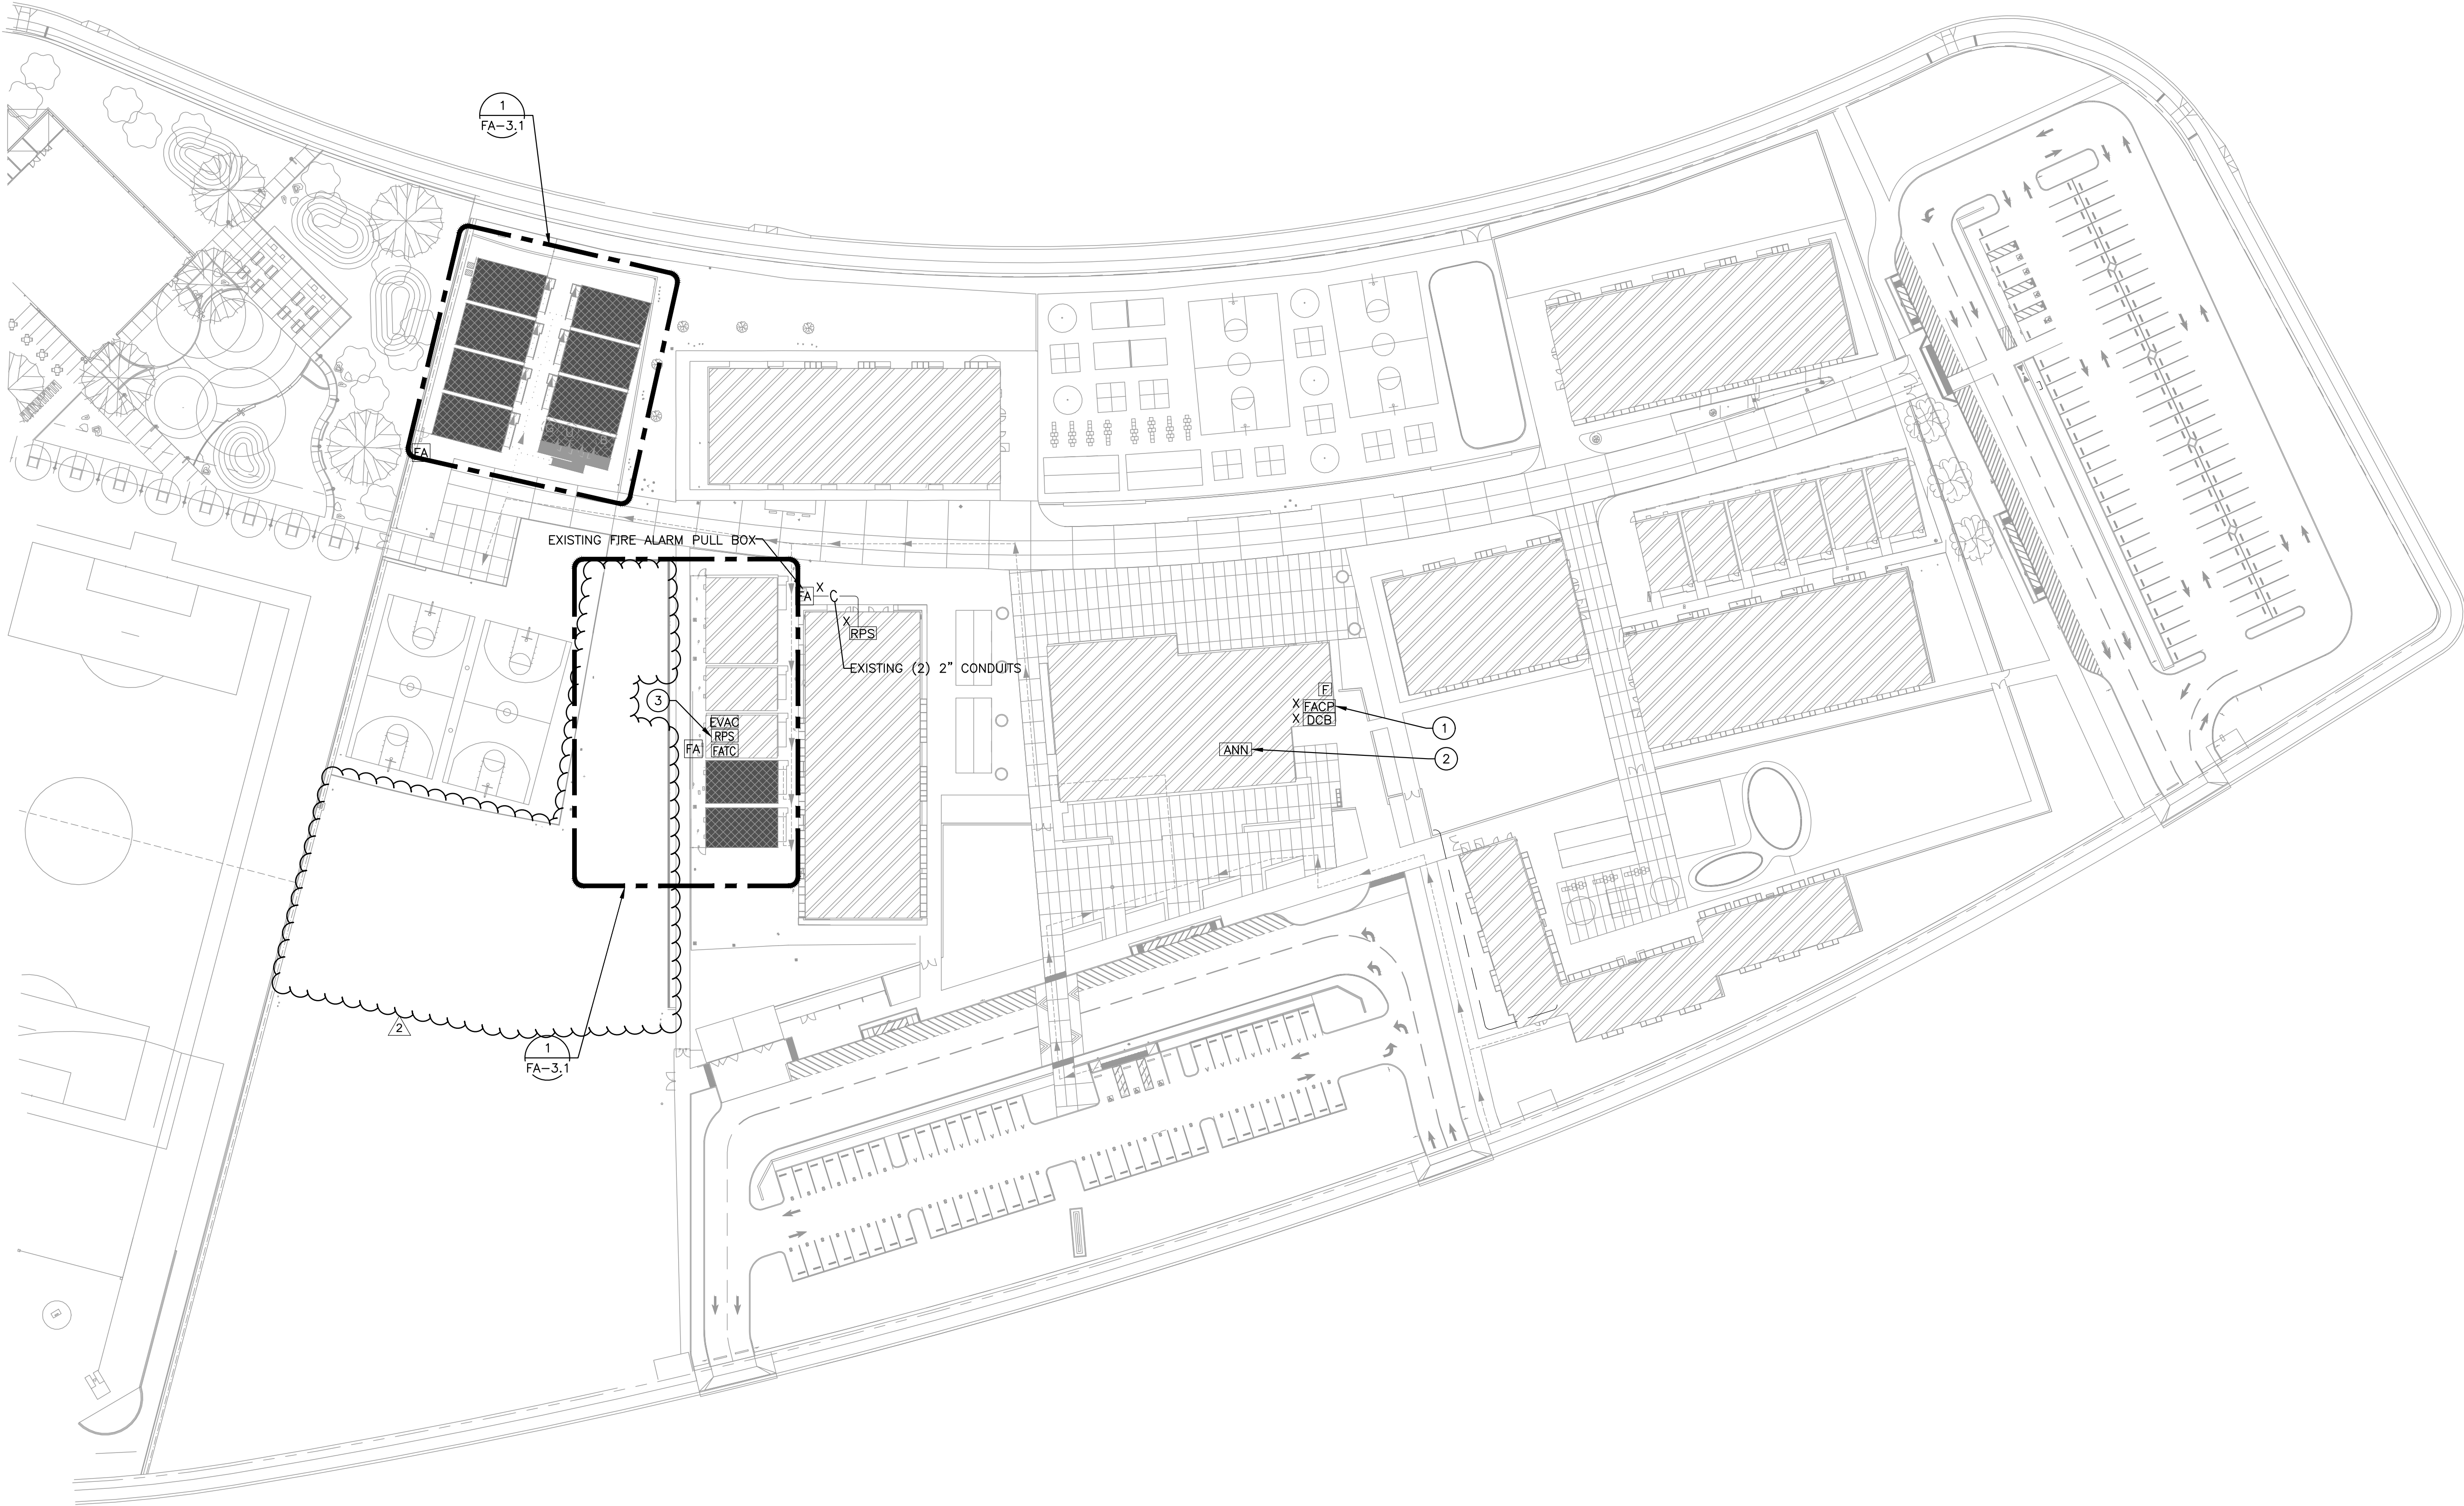 1
FA-3.1
FA
EXISTING FIRE ALARM PULL BOX
FA
X
C
X
RPS
EXISTING (2) 2" CONDUITS
3
EVAC
RPS
FATC
FA
F
X
FACP
1
X
DCB
ANN
2
2
1
FA-3.1